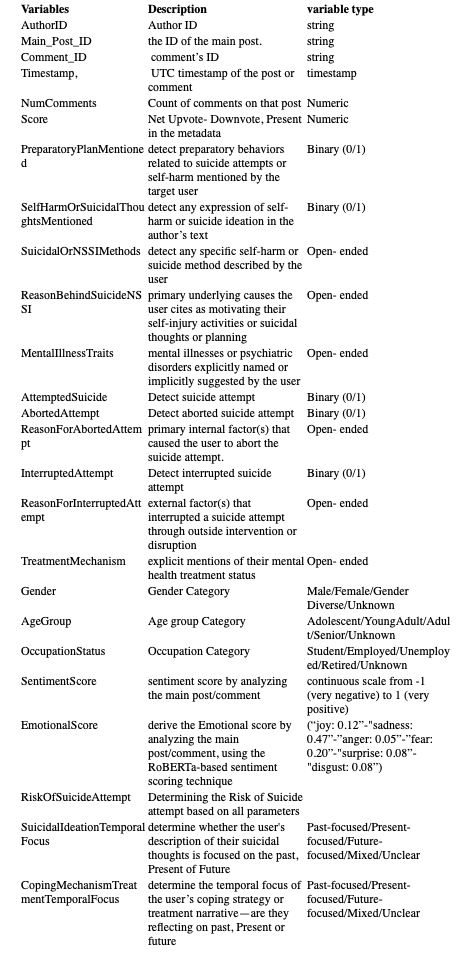 Variables Description variable type
AuthorID Author ID string
Main_Post_ID the ID of the main post. string
Comment_ID comment's ID string
Timestamp, UTC timestamp of the post or timestamp
comment
NumComments Count of comments on that post Numeric
Score Net Upvote- Downvote, Present Numeric
in the metadata
PreparatoryPlanMentione detect preparatory behaviors Binary (0/1)
d related to suicide attempts or
self-harm mentioned by the
target user
SelfHarmOrSuicidalThou detect any expression of self- Binary (0/1)
ghtsMentioned harm or suicide ideation in the
author's text
SuicidalOrNSSIMethods detect any specific self-harm or Open- ended
suicide method described by the
user
ReasonBehindSuicideNS primary underlying causes the Open- ended
SI user cites as motivating their
self-injury activities or suicidal
thoughts or planning
MentalIllnessTraits mental illnesses or psychiatric Open- ended
disorders explicitly named or
implicitly suggested by the user
AttemptedSuicide Detect suicide attempt Binary (0/1)
AbortedAttempt Detect aborted suicide attempt Binary (0/1)
ReasonForAbortedAttem primary internal factor(s) that Open- ended
pt caused the user to abort the
suicide attempt.
InterruptedAttempt Detect interrupted suicide Binary (0/1)
attempt
ReasonForInterruptedAtt external factor(s) that Open- ended
empt interrupted a suicide attempt
through outside intervention or
disruption
TreatmentMechanism explicit mentions of their mental Open- ended
health treatment status
Gender Gender Category Male/Female/Gender
Diverse/Unknown
AgeGroup Age group Category Adolescent/YoungAdult/Adul
t/Senior/Unknown
OccupationStatus Occupation Category Student/Employed/Unemploy
ed/Retired/Unknown
SentimentScore sentiment score by analyzing continuous scale from -1
the main post/comment (very negative) to 1 (very
positive)
EmotionalScore derive the Emotional score by ("joy: 0.12"-"sadness:
analyzing the main 0.47"-"anger: 0.05"-"fear:
post/comment, using the 0.20"-"surprise: 0.08"-
RoBERTa-based sentiment "disgust: 0.08")
scoring technique
RiskOfSuicideAttempt Determining the Risk of Suicide
attempt based on all parameters
SuicidalIdeationTemporal determine whether the user's Past-focused/Present-
Focus description of their suicidal focused/Future-
thoughts is focused on the past, focused/Mixed/Unclear
Present of Future
CopingMechanismTreat determine the temporal focus of Past-focused/Present-
mentTemporalFocus the user's coping strategy or focused/Future-
treatment narrative—are they focused/Mixed/Unclear
reflecting on past, Present or
future